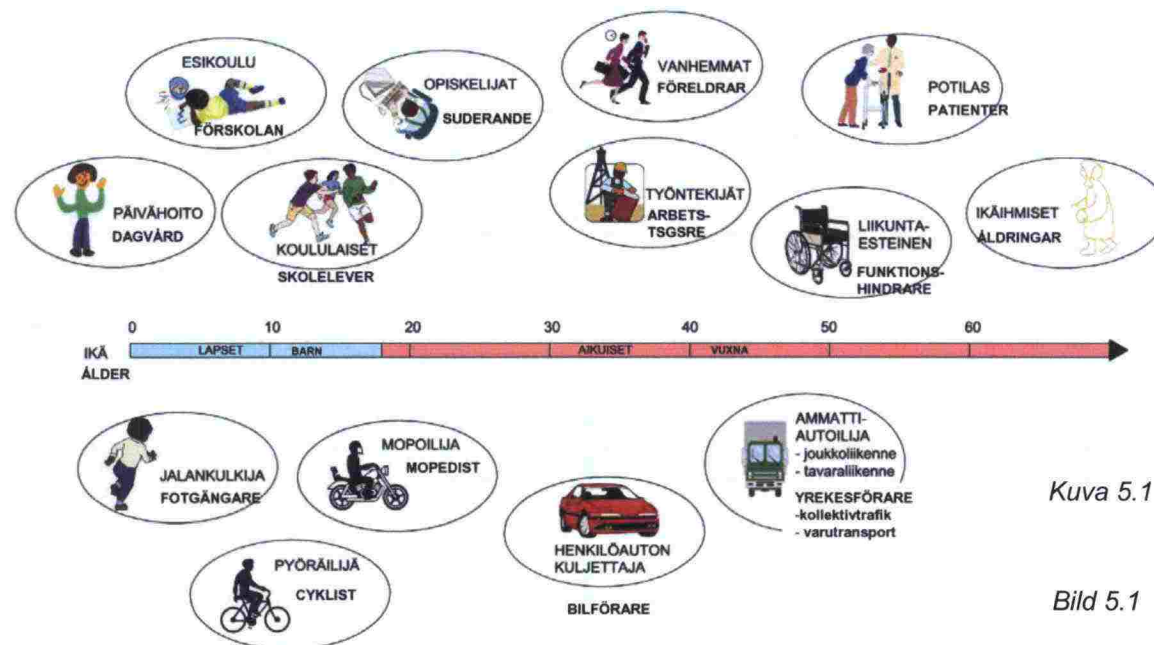 ESIKOULU
FÖRSKOLAN
OPISKELIJAT
SUDERANDE
VANHEMMAT
FÖRELDRAR
POTILAS
PATIENTER
PÄIVÄHOITO
DAGVÅRD
KOULULAISET
SKOLELEVER
TYÖNTEKIJÄT
ARBETS-
TSGSRE
LIIKUNTA-
ESTEINEN
FUNKTIONS-
HINDRARE
IKÄIHMISET
ÅLDRINGAR
0 10 20 30 40 50 60
IKÄ LAPSET BARN AIKUISET VUXNA
ÅLDER
JALANKULKIJA
FOTGÄNGARE
MOPOILIJA
MOPEDIST
AMMATTI-
AUTOILIJA
- joukkoliikenne
- tavaraliikenne
YREKESFÖRARE
-kollektivtrafik
- varutransport
PYÖRÄILIJÄ
CYKLIST
HENKILÖAUTON
KULJETTAJA
BILFÖRARE
Kuva 5.1
Bild 5.1